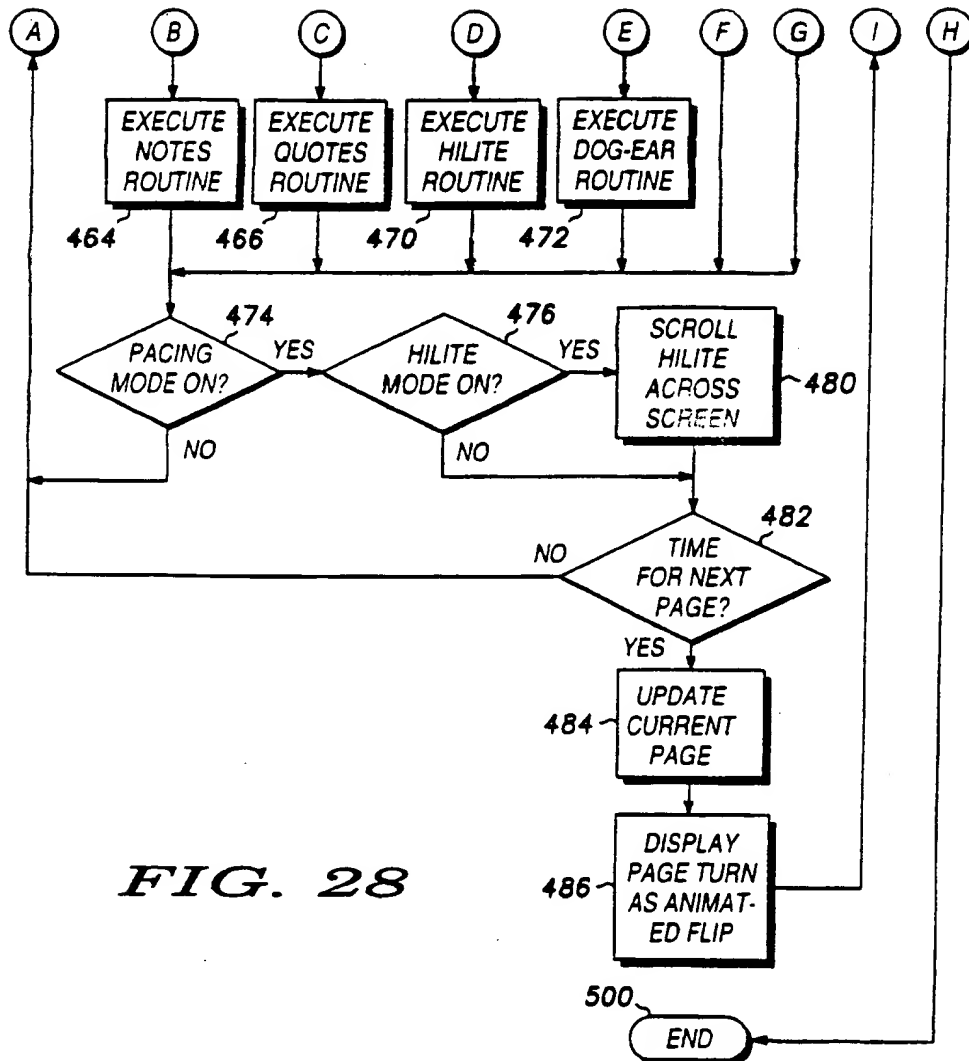 A B C D E F G I H
EXECUTE
NOTES
ROUTINE
464
EXECUTE
QUOTES
ROUTINE
466
EXECUTE
HILITE
ROUTINE
470
EXECUTE
DOG-EAR
ROUTINE
472
PACING
MODE ON?
474
YES
NO
HILITE
MODE ON?
476
YES
NO
SCROLL
HILITE
ACROSS
SCREEN
480
TIME
FOR NEXT
PAGE?
482
NO
YES
UPDATE
CURRENT
PAGE
484
DISPLAY
PAGE TURN
AS ANIMAT-
ED FLIP
486
FIG. 28
500
END